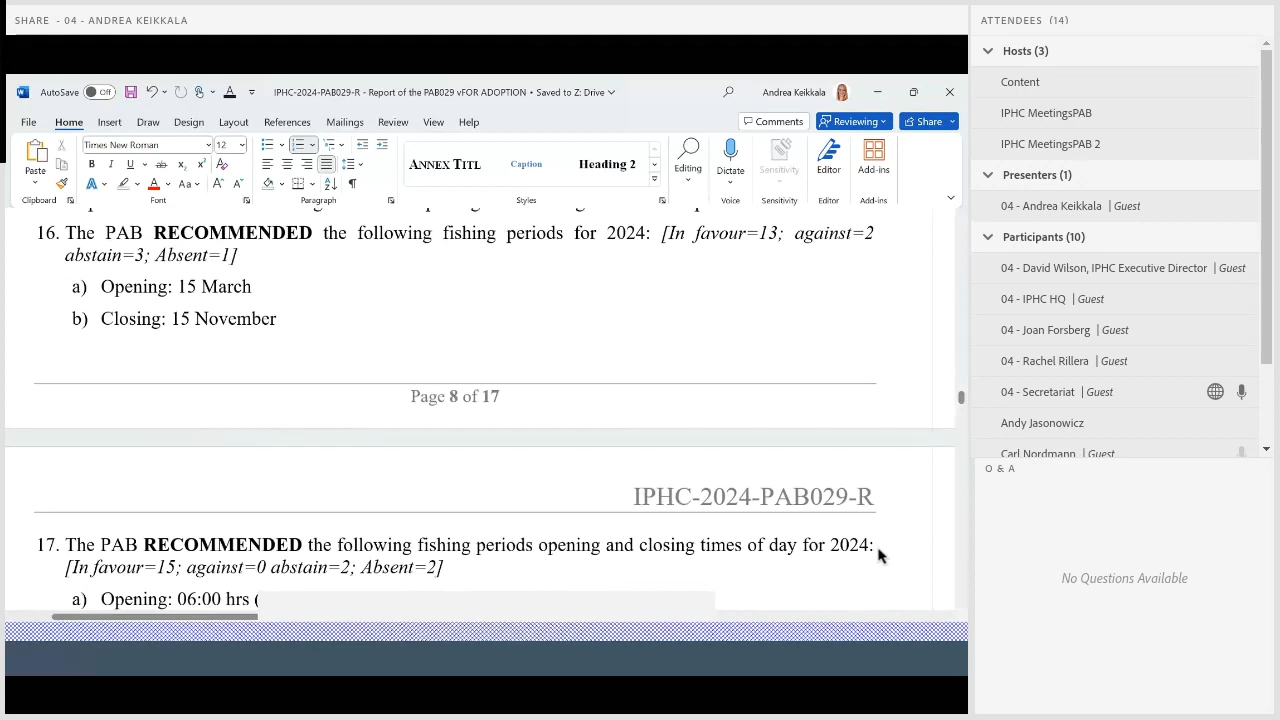 SHARE - 04 - ANDREA KEIKKALA
AutoSave Off
IPHC-2024-PAB029-R - Report of the PAB029 vFOR ADOPTION • Saved to Z: Drive
Andrea Keikkala
File Home Insert Draw Design Layout References Mailings Review View Help
Comments Reviewing Share
Paste
Times New Roman 12
B I U ab x₂ x² A
A A Aa A A
ANNEX TITL Caption Heading 2
Editing Dictate Sensitivity Editor Add-ins
Clipboard Font Paragraph Styles Voice Sensitivity Editor Add-ins
16. The PAB RECOMMENDED the following fishing periods for 2024: [In favour=13; against=2
abstain=3; Absent=1]
a) Opening: 15 March
b) Closing: 15 November
Page 8 of 17
IPHC-2024-PAB029-R
17. The PAB RECOMMENDED the following fishing periods opening and closing times of day for 2024:
[In favour=15; against=0 abstain=2; Absent=2]
a) Opening: 06:00 hrs (
ATTENDEES (14)
Hosts (3)
Content
IPHC MeetingsPAB
IPHC MeetingsPAB 2
Presenters (1)
04 - Andrea Keikkala | Guest
Participants (10)
04 - David Wilson, IPHC Executive Director | Guest
04 - IPHC HQ | Guest
04 - Joan Forsberg | Guest
04 - Rachel Rillera | Guest
04 - Secretariat | Guest
Andy Jasonowicz
Carl Nordmann | Guest
Q & A
No Questions Available